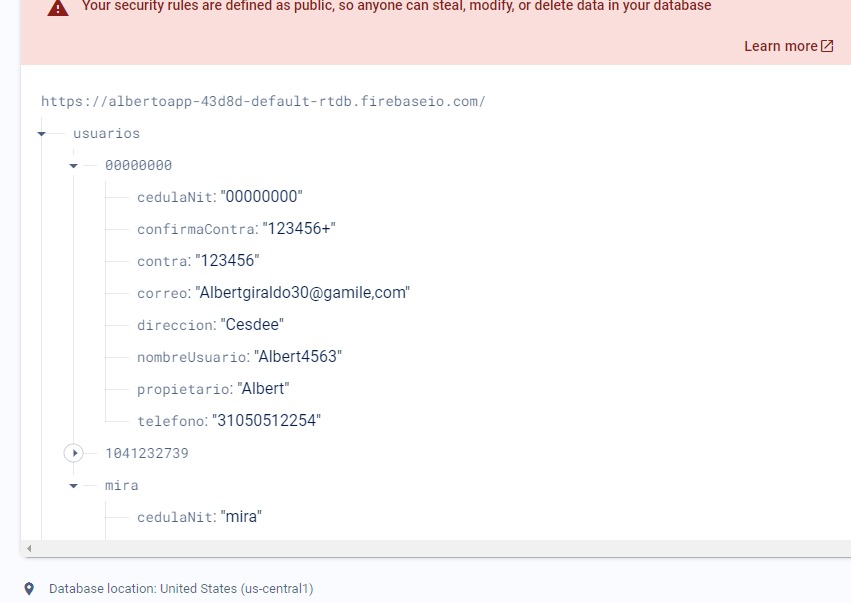 Your security rules are defined as public, so anyone can steal, modify, or delete data in your database
Learn more
https://albertoapp-43d8d-default-rtdb.firebaseio.com/
usuarios
00000000
cedulaNit: "00000000"
confirmaContra: "123456+"
contra: "123456"
correo: "Albertgiraldo30@gamile,com"
direccion: "Cesdee"
nombreUsuario: "Albert4563"
propietario: "Albert"
telefono: "31050512254"
1041232739
mira
cedulaNit: "mira"
Database location: United States (us-central1)